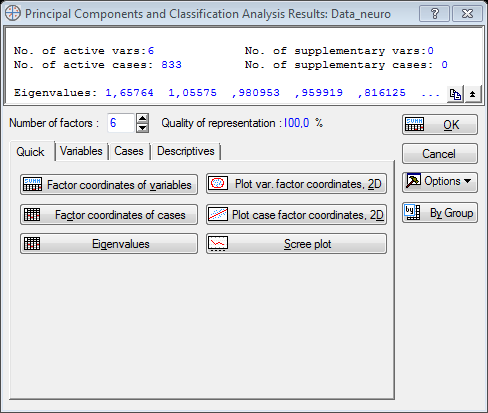 Principal Components and Classification Analysis Results: Data_neuro
No. of active vars:6 No. of supplementary vars:0
No. of active cases: 833 No. of supplementary cases: 0
Eigenvalues: 1,65764 1,05575 ,980953 ,959919 ,816125 ...
Number of factors : 6 Quality of representation : 100,0 %
OK
Cancel
Options
By Group
Quick Variables Cases Descriptives
Factor coordinates of variables Plot var. factor coordinates, 2D
Factor coordinates of cases Plot case factor coordinates, 2D
Eigenvalues Scree plot